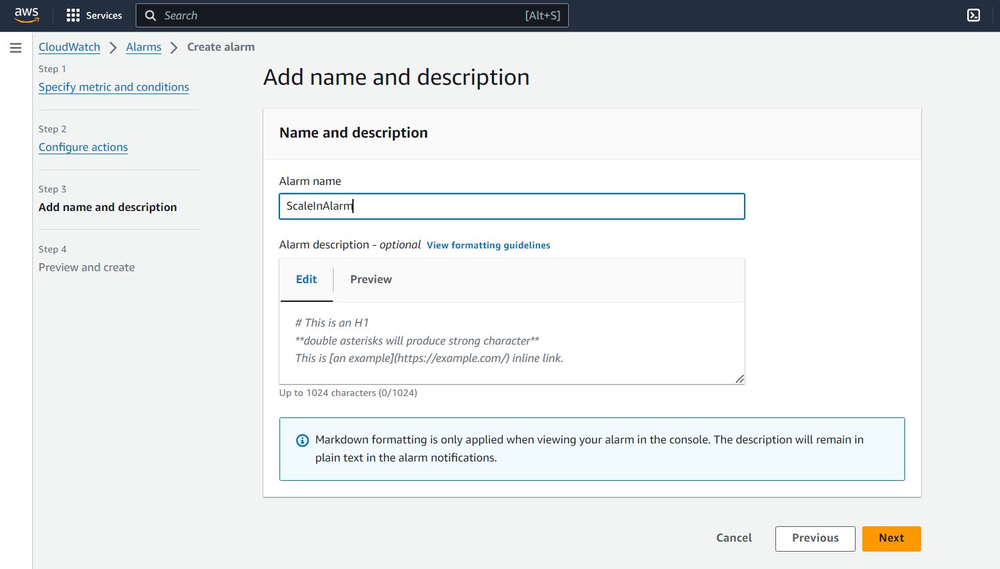 aws Services Search [Alt+S]
CloudWatch Alarms Create alarm
Step 1
Specify metric and conditions
Step 2
Configure actions
Step 3
Add name and description
Step 4
Preview and create
Add name and description
Name and description
Alarm name
ScaleInAlarm
Alarm description - optional View formatting guidelines
Edit Preview
# This is an H1
**double asterisks will produce strong character**
This is [an example](https://example.com/) inline link.
Up to 1024 characters (0/1024)
Markdown formatting is only applied when viewing your alarm in the console. The description will remain in
plain text in the alarm notifications.
Cancel Previous Next